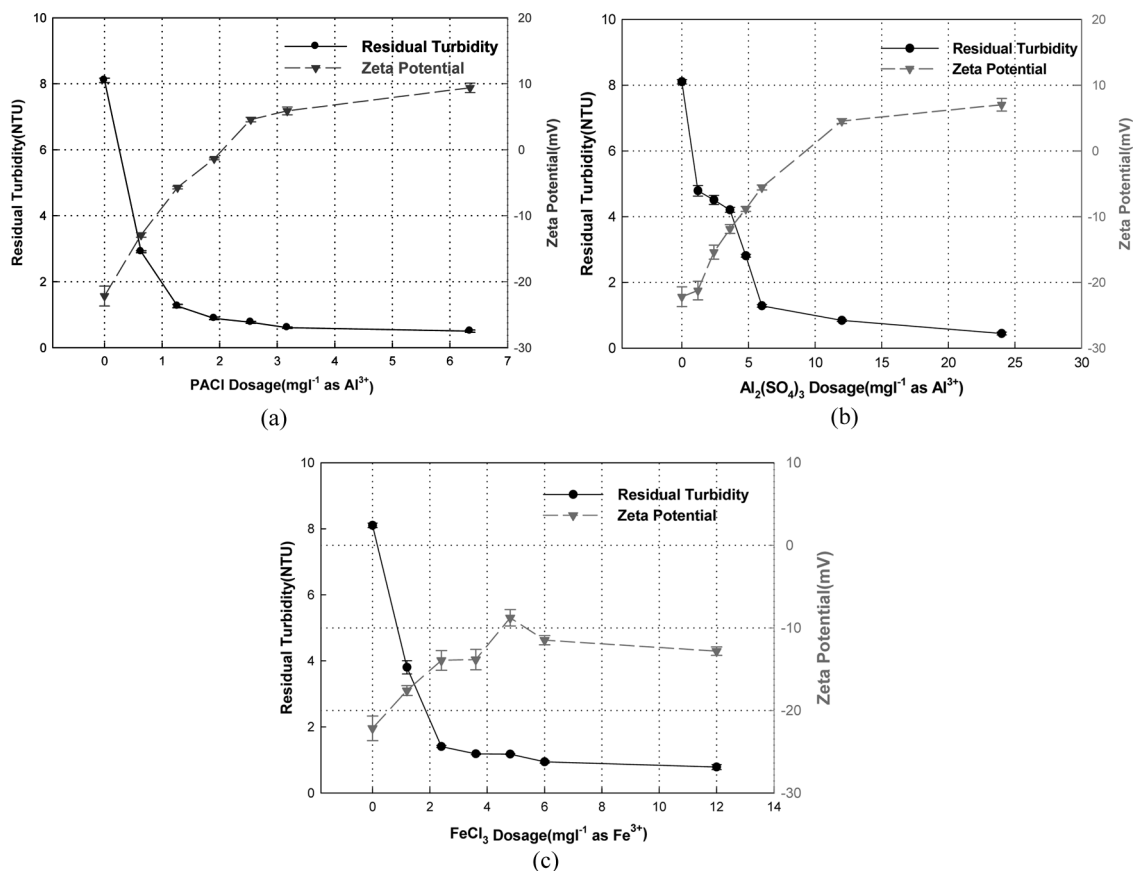 10
8
6
4
2
0
Residual Turbidity(NTU)
20
10
0
-10
-20
-30
Zeta Potential(mV)
Residual Turbidity
Zeta Potential
0 1 2 3 4 5 6 7
PACl Dosage(mgl⁻¹ as Al³⁺)
(a)
10
8
6
4
2
0
Residual Turbidity(NTU)
20
10
0
-10
-20
-30
Zeta Potential(mV)
Residual Turbidity
Zeta Potential
0 5 10 15 20 25 30
Al₂(SO₄)₃ Dosage(mgl⁻¹ as Al³⁺)
(b)
10
8
6
4
2
0
Residual Turbidity(NTU)
10
0
-10
-20
-30
Zeta Potential(mV)
Residual Turbidity
Zeta Potential
0 2 4 6 8 10 12 14
FeCl₃ Dosage(mgl⁻¹ as Fe³⁺)
(c)